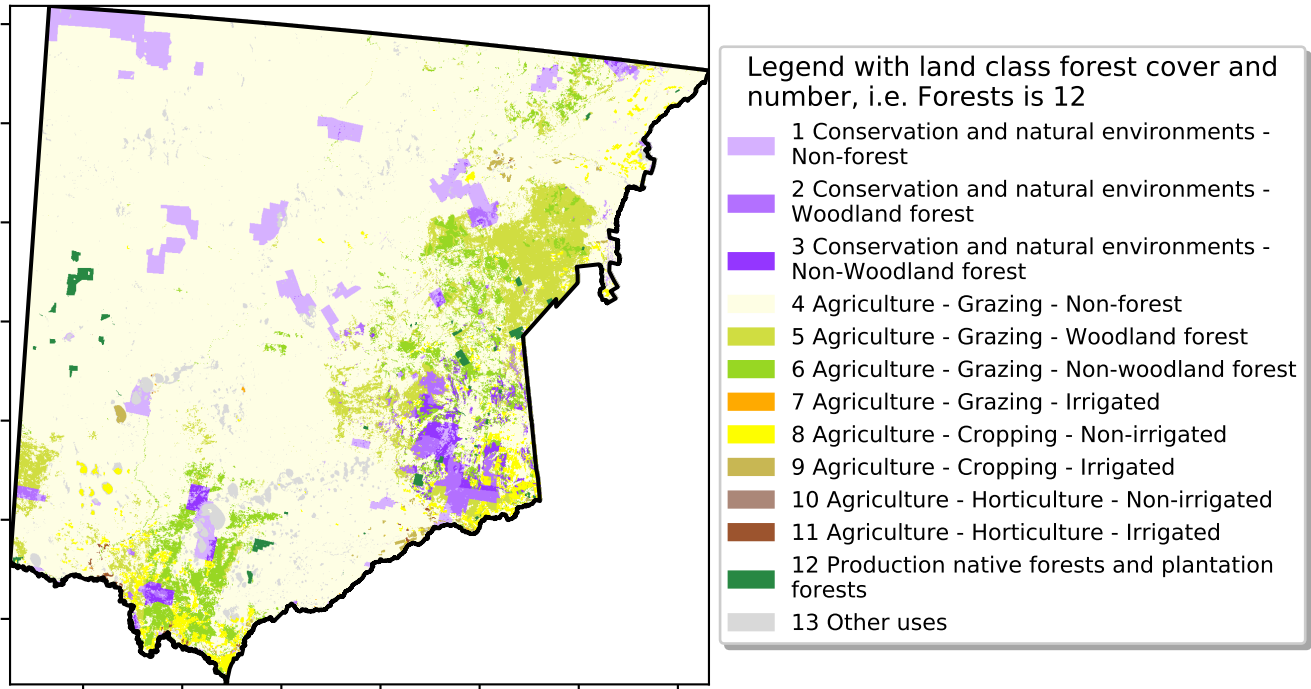 Legend with land class forest cover and
number, i.e. Forests is 12
1 Conservation and natural environments -
Non-forest
2 Conservation and natural environments -
Woodland forest
3 Conservation and natural environments -
Non-Woodland forest
4 Agriculture - Grazing - Non-forest
5 Agriculture - Grazing - Woodland forest
6 Agriculture - Grazing - Non-woodland forest
7 Agriculture - Grazing - Irrigated
8 Agriculture - Cropping - Non-irrigated
9 Agriculture - Cropping - Irrigated
10 Agriculture - Horticulture - Non-irrigated
11 Agriculture - Horticulture - Irrigated
12 Production native forests and plantation
forests
13 Other uses